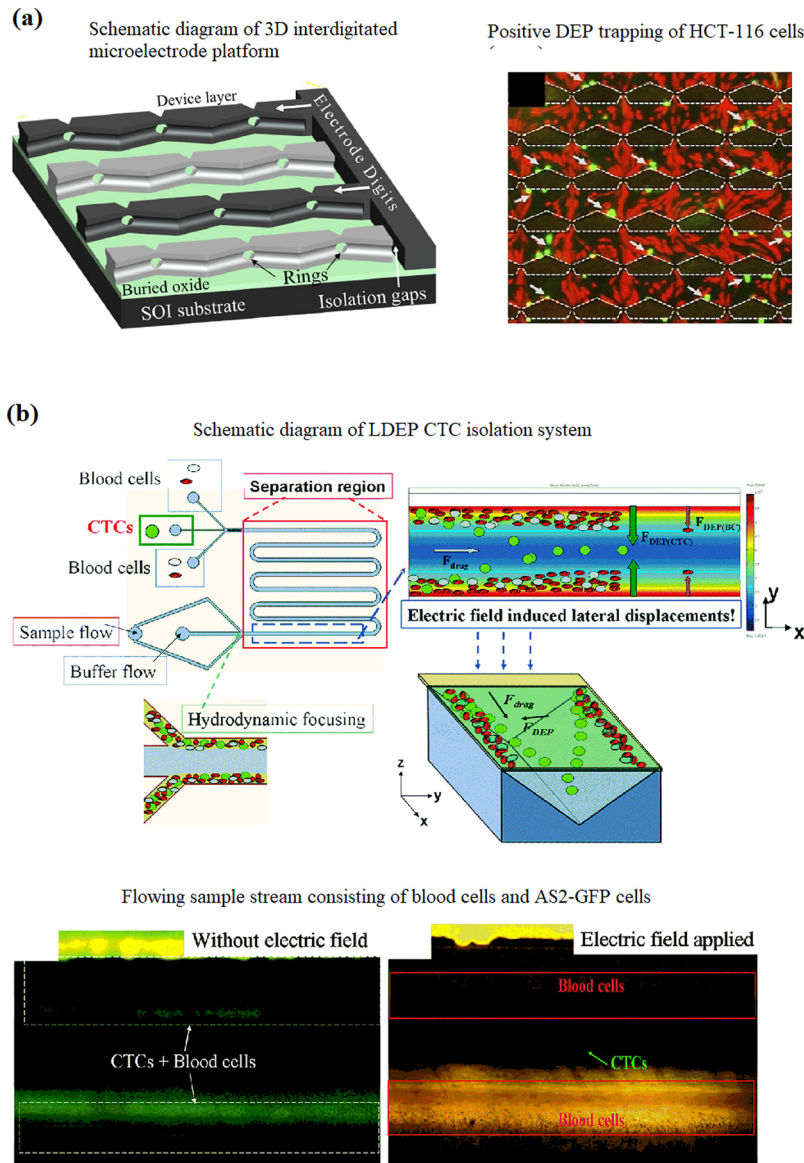 (a)
Schematic diagram of 3D interdigitated
microelectrode platform
Positive DEP trapping of HCT-116 cells
Device layer
Electrode Digits
Buried oxide
Rings
SOI substrate
Isolation gaps
(b)
Schematic diagram of LDEP CTC isolation system
Blood cells
CTCs
Blood cells
Separation region
Sample flow
Buffer flow
Hydrodynamic focusing
F_drag
F_DEP(CTC)
F_DEP(BC)
Electric field induced lateral displacements!
y
x
F_drag
F_DEP
z
y
x
Flowing sample stream consisting of blood cells and AS2-GFP cells
Without electric field
CTCs + Blood cells
Electric field applied
Blood cells
CTCs
Blood cells